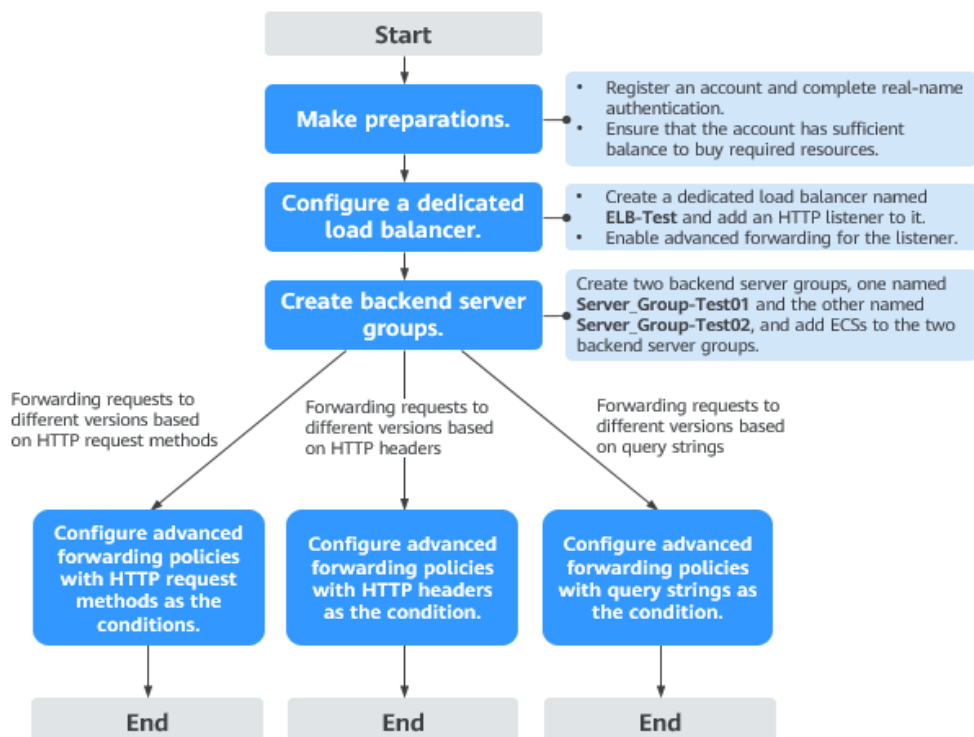 Start
Make preparations.
• Register an account and complete real-name
authentication.
• Ensure that the account has sufficient
balance to buy required resources.
Configure a dedicated
load balancer.
• Create a dedicated load balancer named
ELB-Test and add an HTTP listener to it.
• Enable advanced forwarding for the listener.
Create backend server
groups.
Create two backend server groups, one named
Server_Group-Test01 and the other named
Server_Group-Test02, and add ECSs to the two
backend server groups.
Forwarding requests to
different versions based
on HTTP request methods
Forwarding requests to
different versions based
on HTTP headers
Forwarding requests to
different versions based
on query strings
Configure advanced
forwarding policies
with HTTP request
methods as the
conditions.
Configure advanced
forwarding policies
with HTTP headers
as the condition.
Configure advanced
forwarding policies
with query strings as
the condition.
End
End
End